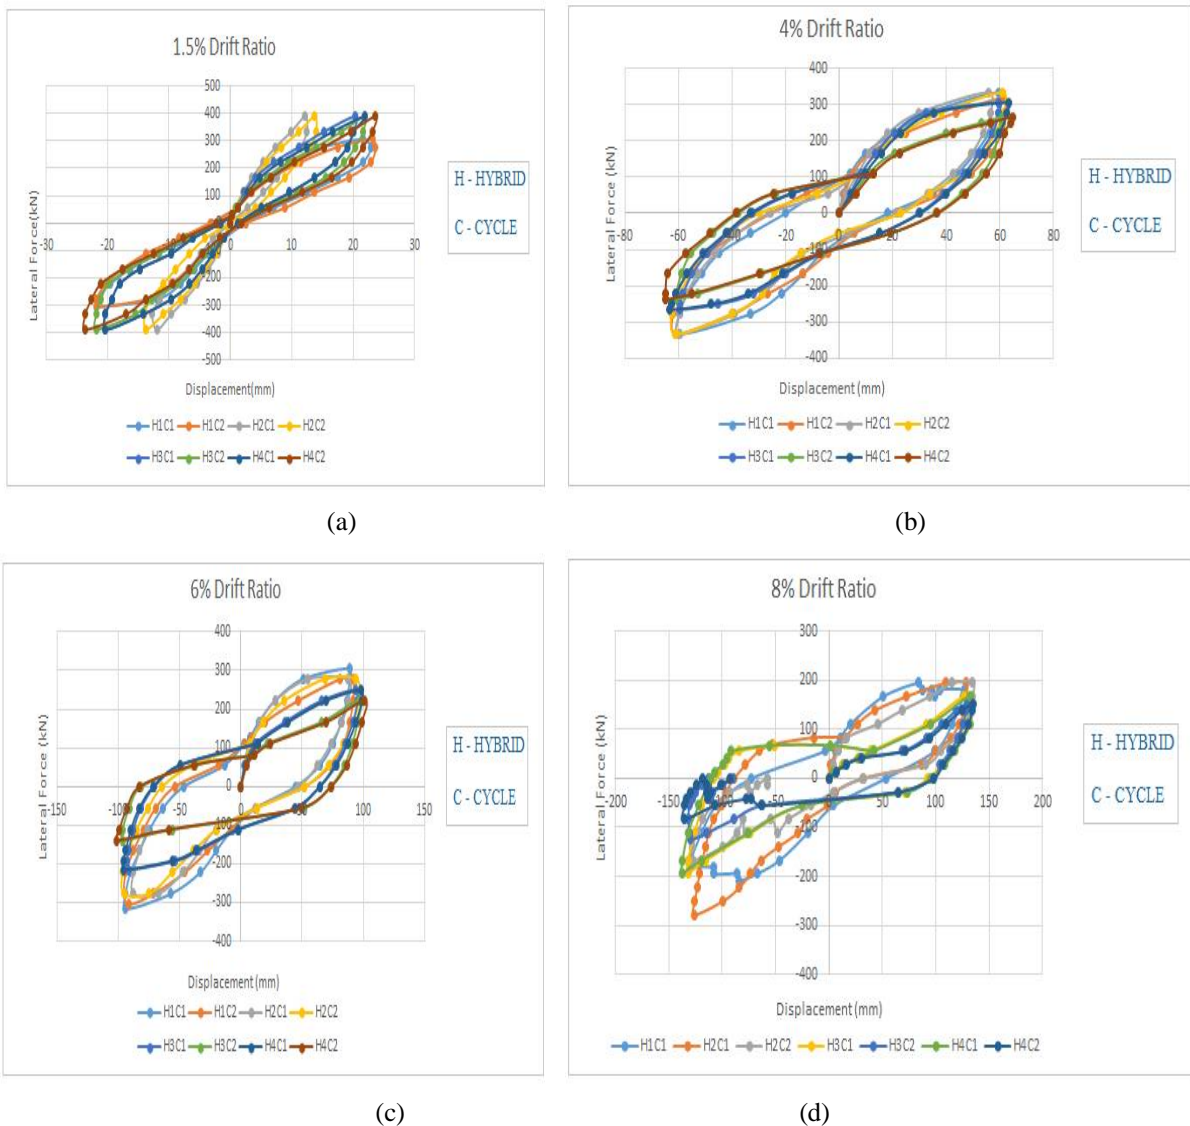 1.5% Drift Ratio
500
400
300
200
100
0
-100
-200
-300
-400
-500
-30 -20 -10 0 10 20 30
Lateral Force(kN)
Displacement(mm)
H - HYBRID
C - CYCLE
H1C1 H1C2 H2C1 H2C2
H3C1 H3C2 H4C1 H4C2
(a)
4% Drift Ratio
400
300
200
100
0
-100
-200
-300
-400
-80 -60 -40 -20 0 20 40 60 80
Lateral Force (kN)
Displacement(mm)
H - HYBRID
C - CYCLE
H1C1 H1C2 H2C1 H2C2
H3C1 H3C2 H4C1 H4C2
(b)
6% Drift Ratio
400
300
200
100
0
-100
-200
-300
-400
-150 -100 -50 0 50 100 150
Lateral Force (kN)
Displacement (mm)
H - HYBRID
C - CYCLE
H1C1 H1C2 H2C1 H2C2
H3C1 H3C2 H4C1 H4C2
(c)
8% Drift Ratio
300
200
100
0
-100
-200
-300
-400
-200 -150 -100 -50 0 50 100 150 200
Lateral Force (kN)
Displacement (mm)
H - HYBRID
C - CYCLE
H1C1 H2C1 H2C2 H3C1 H3C2 H4C1 H4C2
(d)